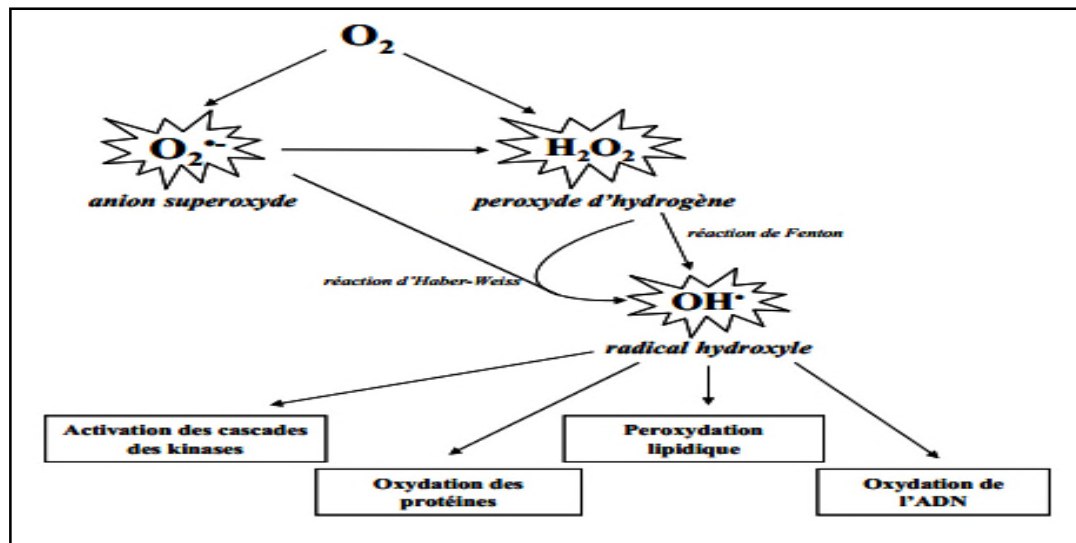 O₂
O₂•-
H₂O₂
anion superoxyde
peroxyde d'hydrogène
réaction de Fenton
réaction d'Haber-Weiss
OH•
radical hydroxyle
Activation des cascades
des kinases
Peroxydation
lipidique
Oxydation des
protéines
Oxydation de
l'ADN